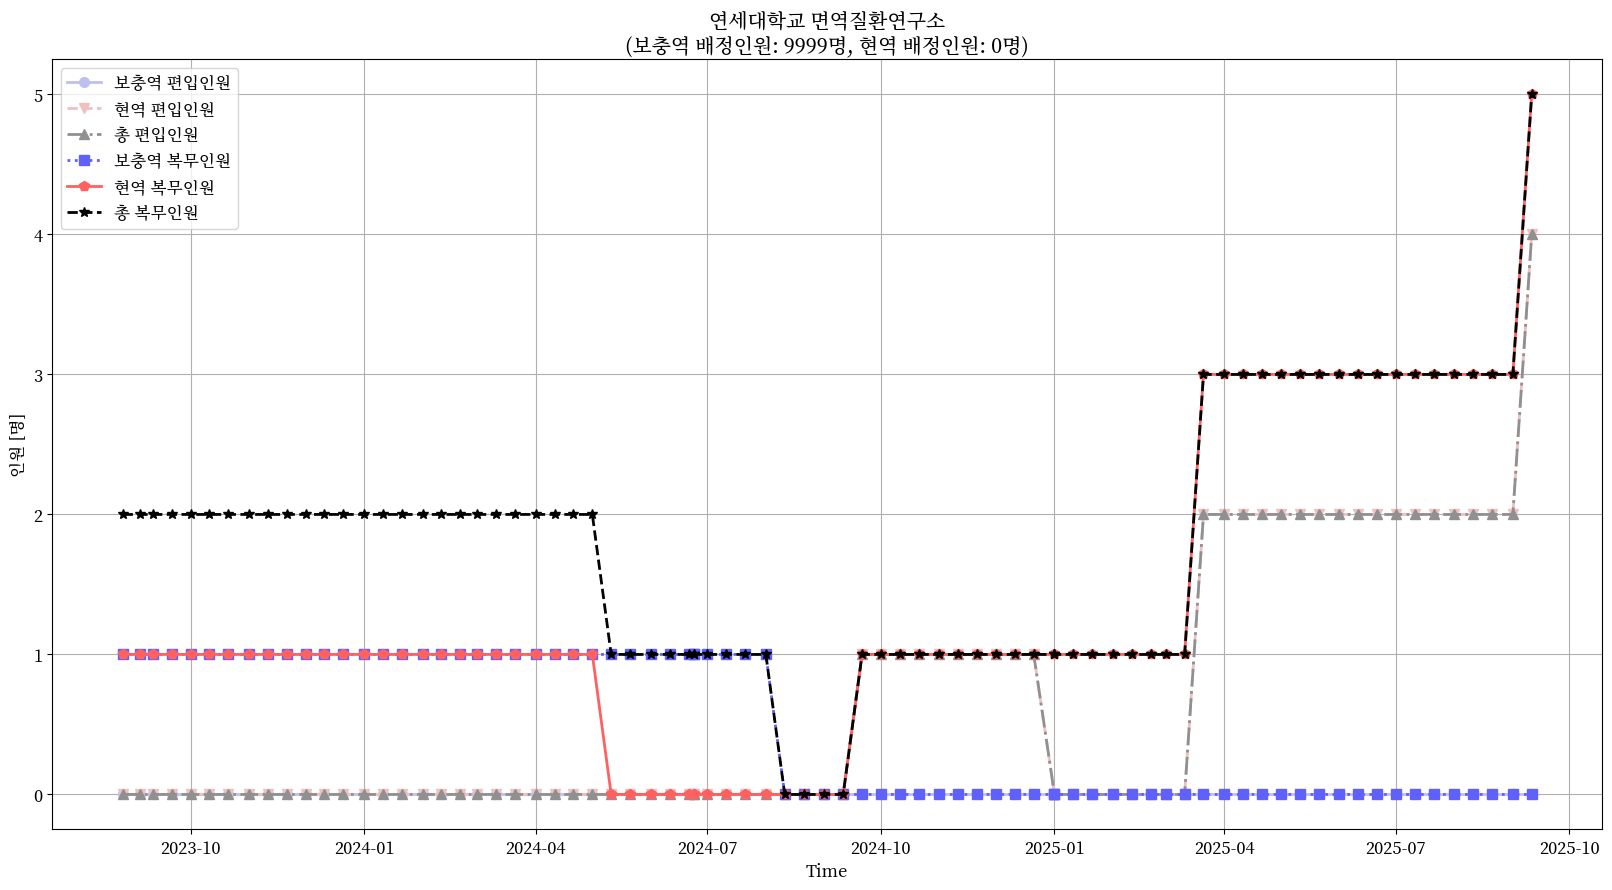 연세대학교 면역질환연구소
(보충역 배정인원: 9999명, 현역 배정인원: 0명)
보충역 편입인원
현역 편입인원
총 편입인원
보충역 복무인원
현역 복무인원
총 복무인원
5
4
3
2
1
0
인원 [명]
2023-10
2024-01
2024-04
2024-07
2024-10
2025-01
2025-04
2025-07
2025-10
Time